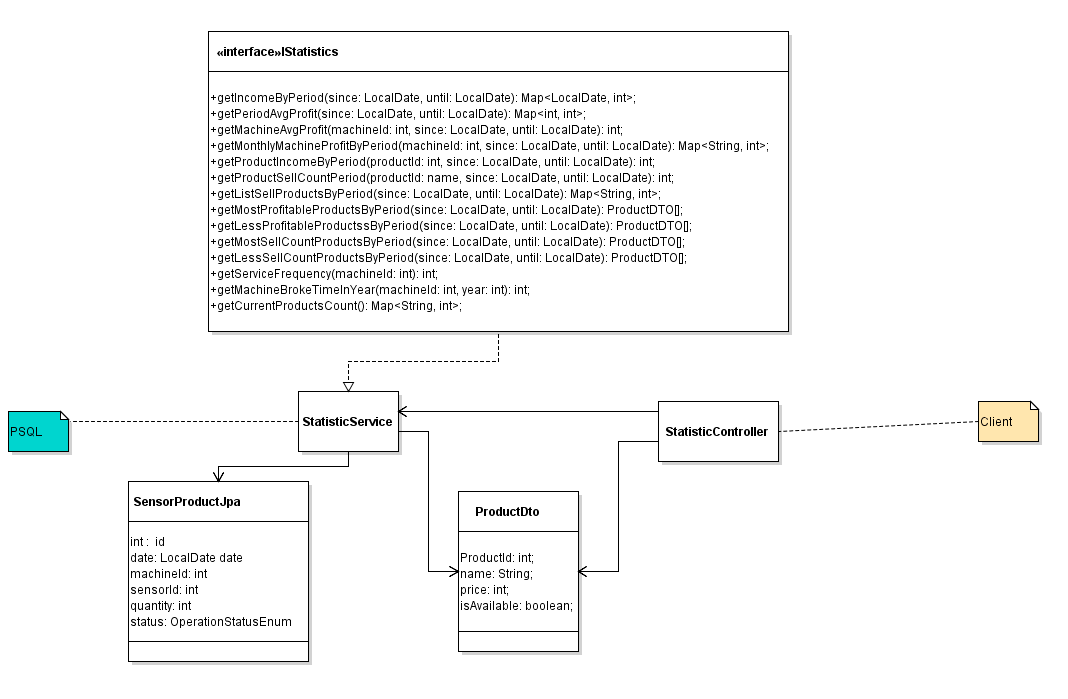 «interface»IStatistics
+getIncomeByPeriod(since: LocalDate, until: LocalDate): Map<LocalDate, int>;
+getPeriodAvgProfit(since: LocalDate, until: LocalDate): Map<int, int>;
+getMachineAvgProfit(machineId: int, since: LocalDate, until: LocalDate): int;
+getMonthlyMachineProfitByPeriod(machineId: int, since: LocalDate, until: LocalDate): Map<String, int>;
+getProductIncomeByPeriod(productId: int, since: LocalDate, until: LocalDate): int;
+getProductSellCountPeriod(productId: name, since: LocalDate, until: LocalDate): int;
+getListSellProductsByPeriod(since: LocalDate, until: LocalDate): Map<String, int>;
+getMostProfitableProductsByPeriod(since: LocalDate, until: LocalDate): ProductDTO[];
+getLessProfitableProductssByPeriod(since: LocalDate, until: LocalDate): ProductDTO[];
+getMostSellCountProductsByPeriod(since: LocalDate, until: LocalDate): ProductDTO[];
+getLessSellCountProductsByPeriod(since: LocalDate, until: LocalDate): ProductDTO[];
+getServiceFrequency(machineId: int): int;
+getMachineBrokeTimeInYear(machineId: int, year: int): int;
+getCurrentProductsCount(): Map<String, int>;
PSQL
StatisticService
StatisticController
Client
SensorProductJpa
int : id
date: LocalDate date
machineId: int
sensorId: int
quantity: int
status: OperationStatusEnum
ProductDto
ProductId: int;
name: String;
price: int;
isAvailable: boolean;